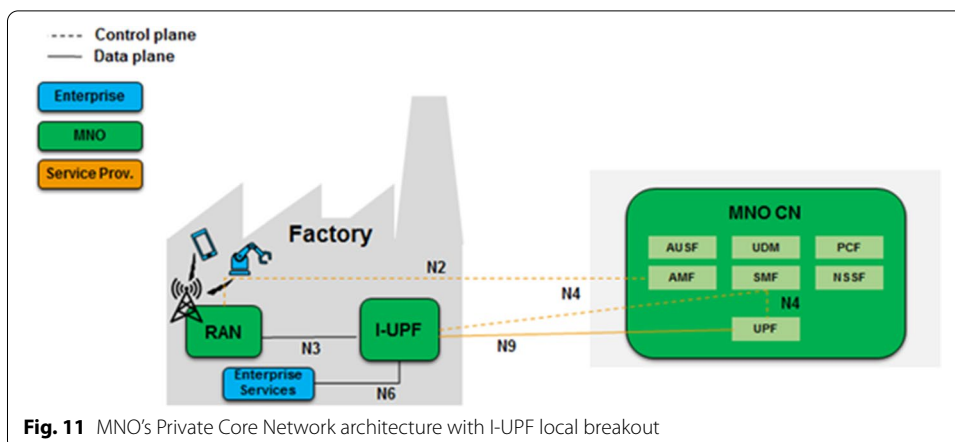 Control plane
Data plane
Enterprise
MNO
Service Prov.
Factory
MNO CN
AUSF UDM PCF
AMF SMF NSSF
UPF
N2
N4
N4
RAN
I-UPF
N3
N9
N6
Enterprise
Services
Fig. 11 MNO's Private Core Network architecture with I-UPF local breakout